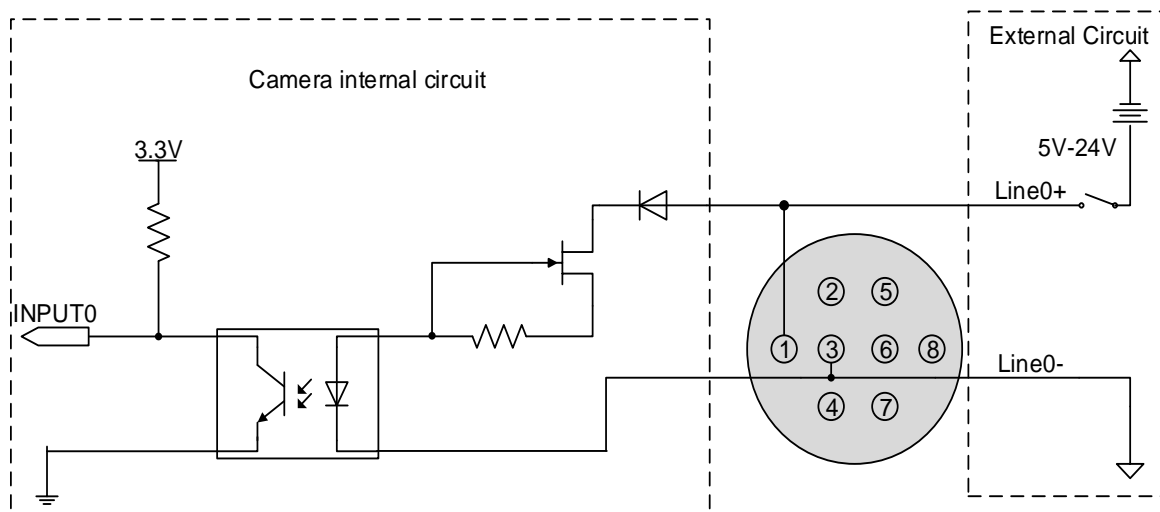 External Circuit
Camera internal circuit
5V-24V
3.3V
Line0+
INPUT0
2 5
1 3 6 8
Line0-
4 7